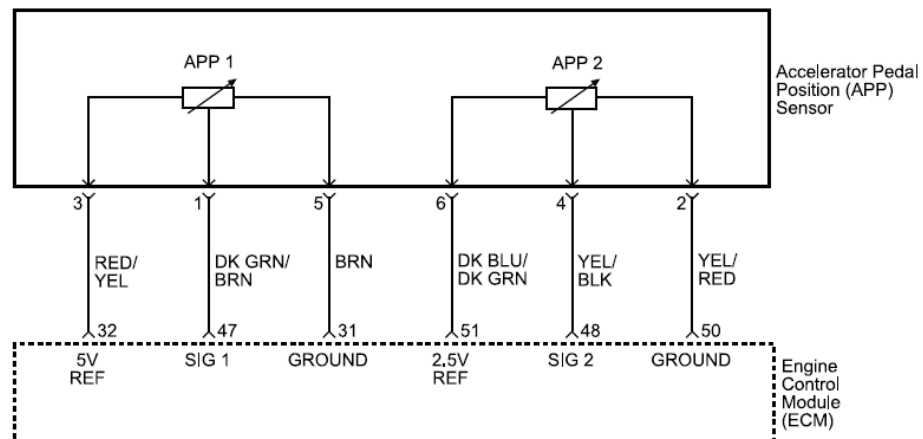 APP 1
APP 2
Accelerator Pedal
Position (APP)
Sensor
3
1
5
6
4
2
RED/
YEL
DK GRN/
BRN
BRN
DK BLU/
DK GRN
YEL/
BLK
YEL/
RED
32
47
31
51
48
50
5V
REF
SIG 1
GROUND
2.5V
REF
SIG 2
GROUND
Engine
Control
Module
(ECM)